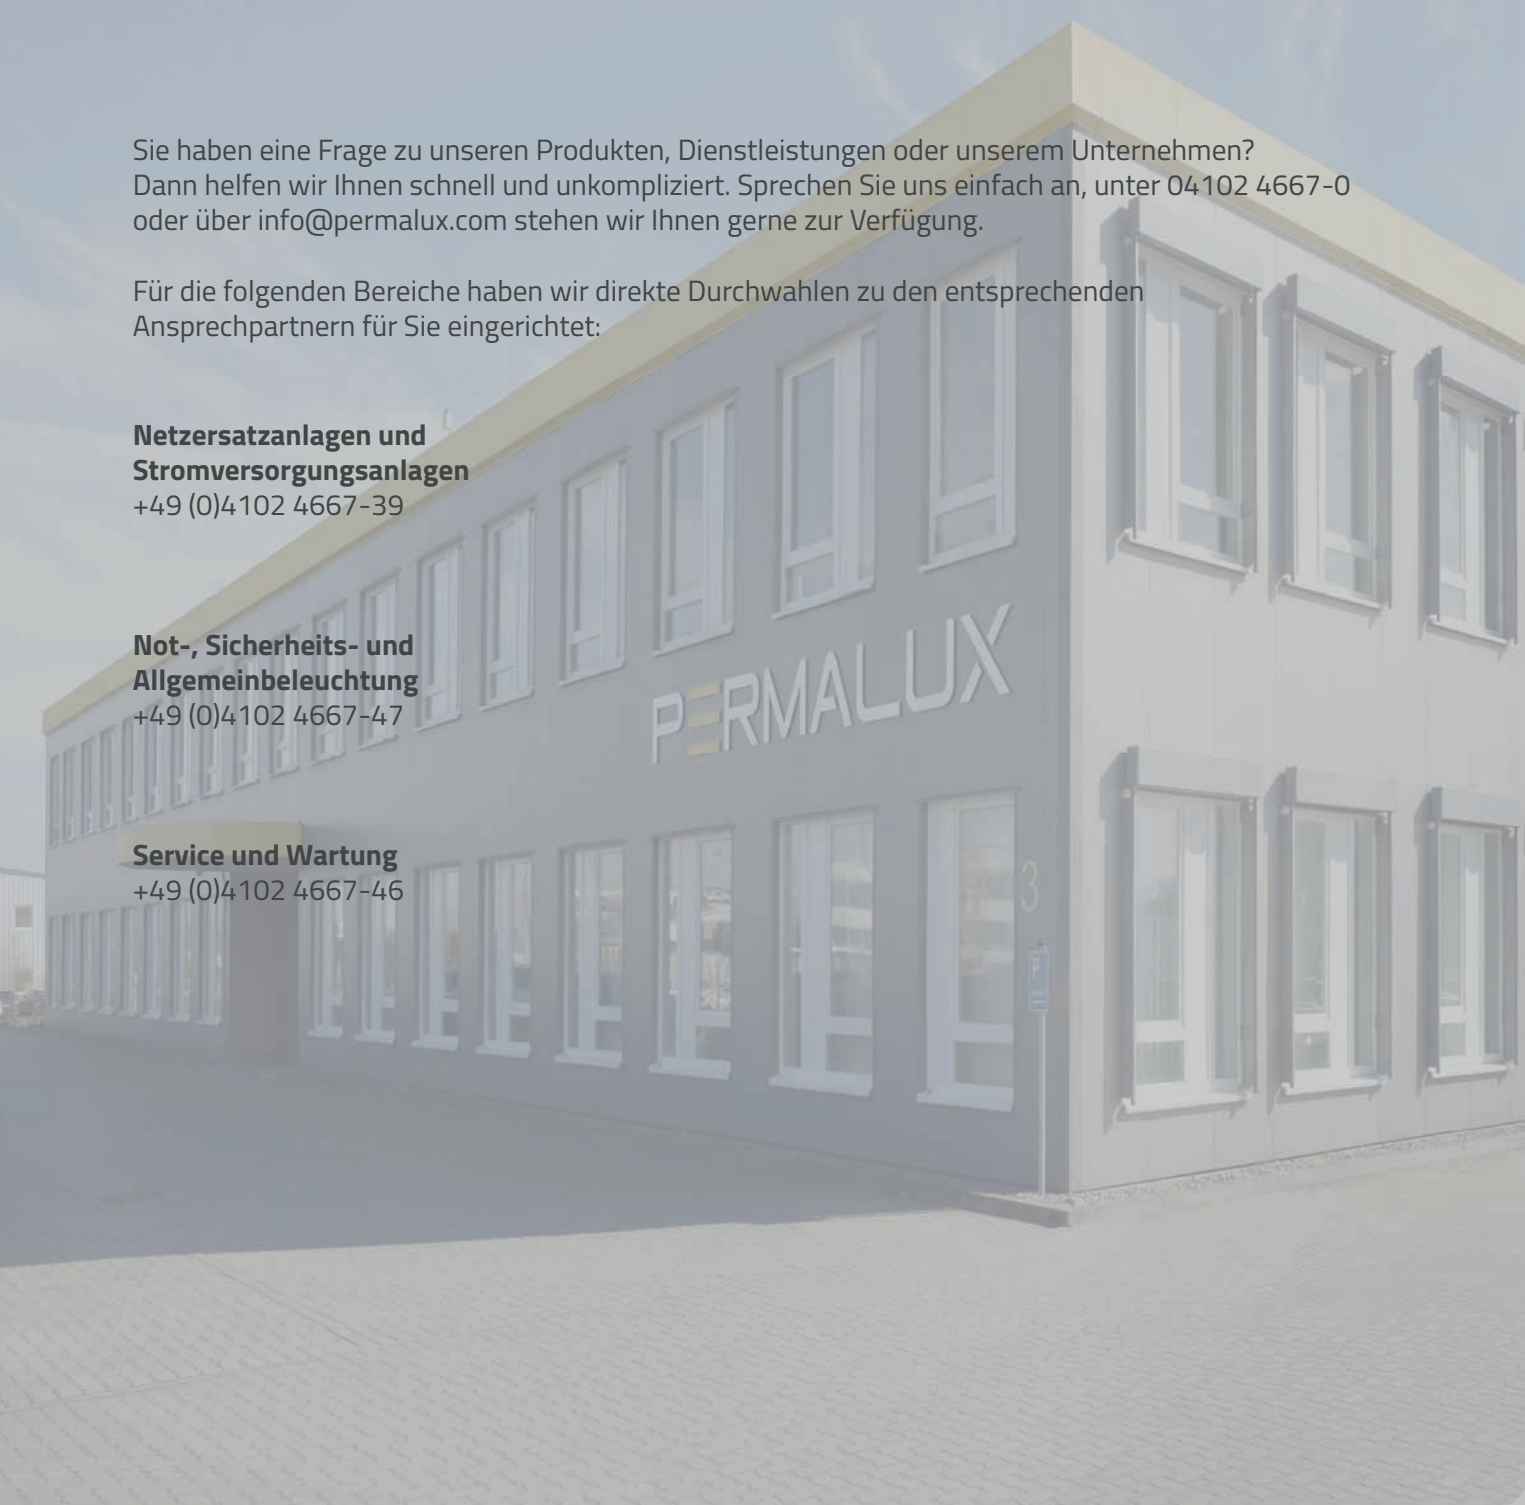 Sie haben eine Frage zu unseren Produkten, Dienstleistungen oder unserem Unternehmen?
Dann helfen wir Ihnen schnell und unkompliziert. Sprechen Sie uns einfach an, unter 04102 4667-0
oder über info@permalux.com stehen wir Ihnen gerne zur Verfügung.
Für die folgenden Bereiche haben wir direkte Durchwahlen zu den entsprechenden
Ansprechpartnern für Sie eingerichtet:
Netzersatzanlagen und
Stromversorgungsanlagen
+49 (0)4102 4667-39
Not-, Sicherheits- und
Allgemeinbeleuchtung
+49 (0)4102 4667-47
Service und Wartung
+49 (0)4102 4667-46
PERMALUX
3
P